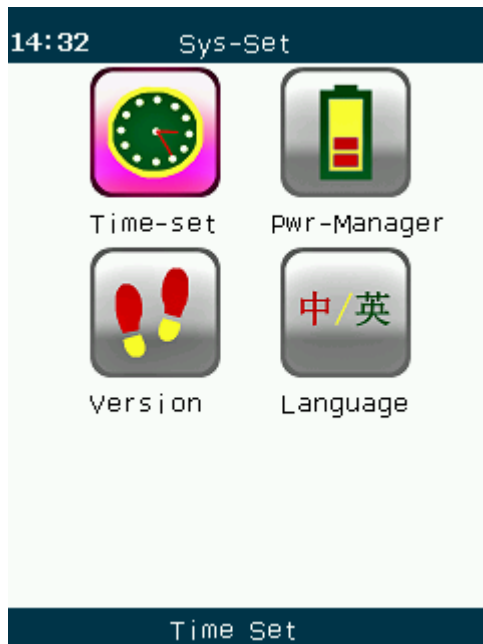 14:32 Sys-Set
Time-set Pwr-Manager
中/英
Version Language
Time Set